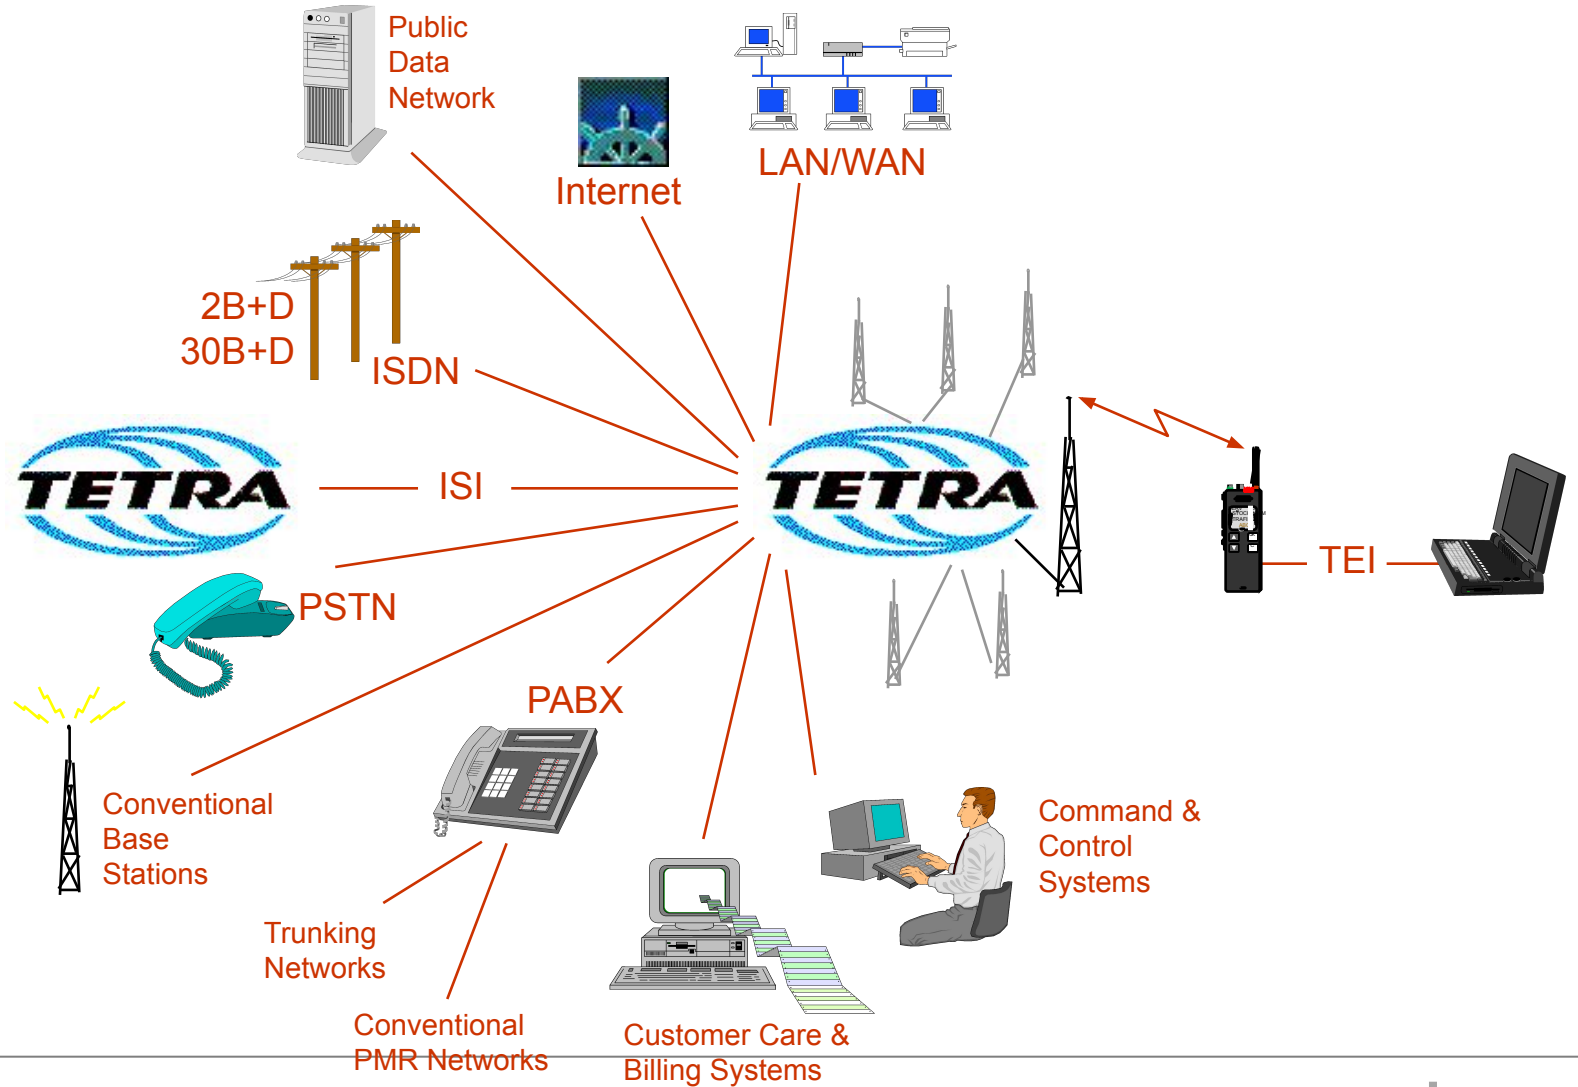 Public
Data
Network
Internet
LAN/WAN
2B+D
30B+D
ISDN
TETRA
ISI
TETRA
TEI
PSTN
PABX
Conventional
Base
Stations
Command &
Control
Systems
Trunking
Networks
Conventional
PMR Networks
Customer Care &
Billing Systems